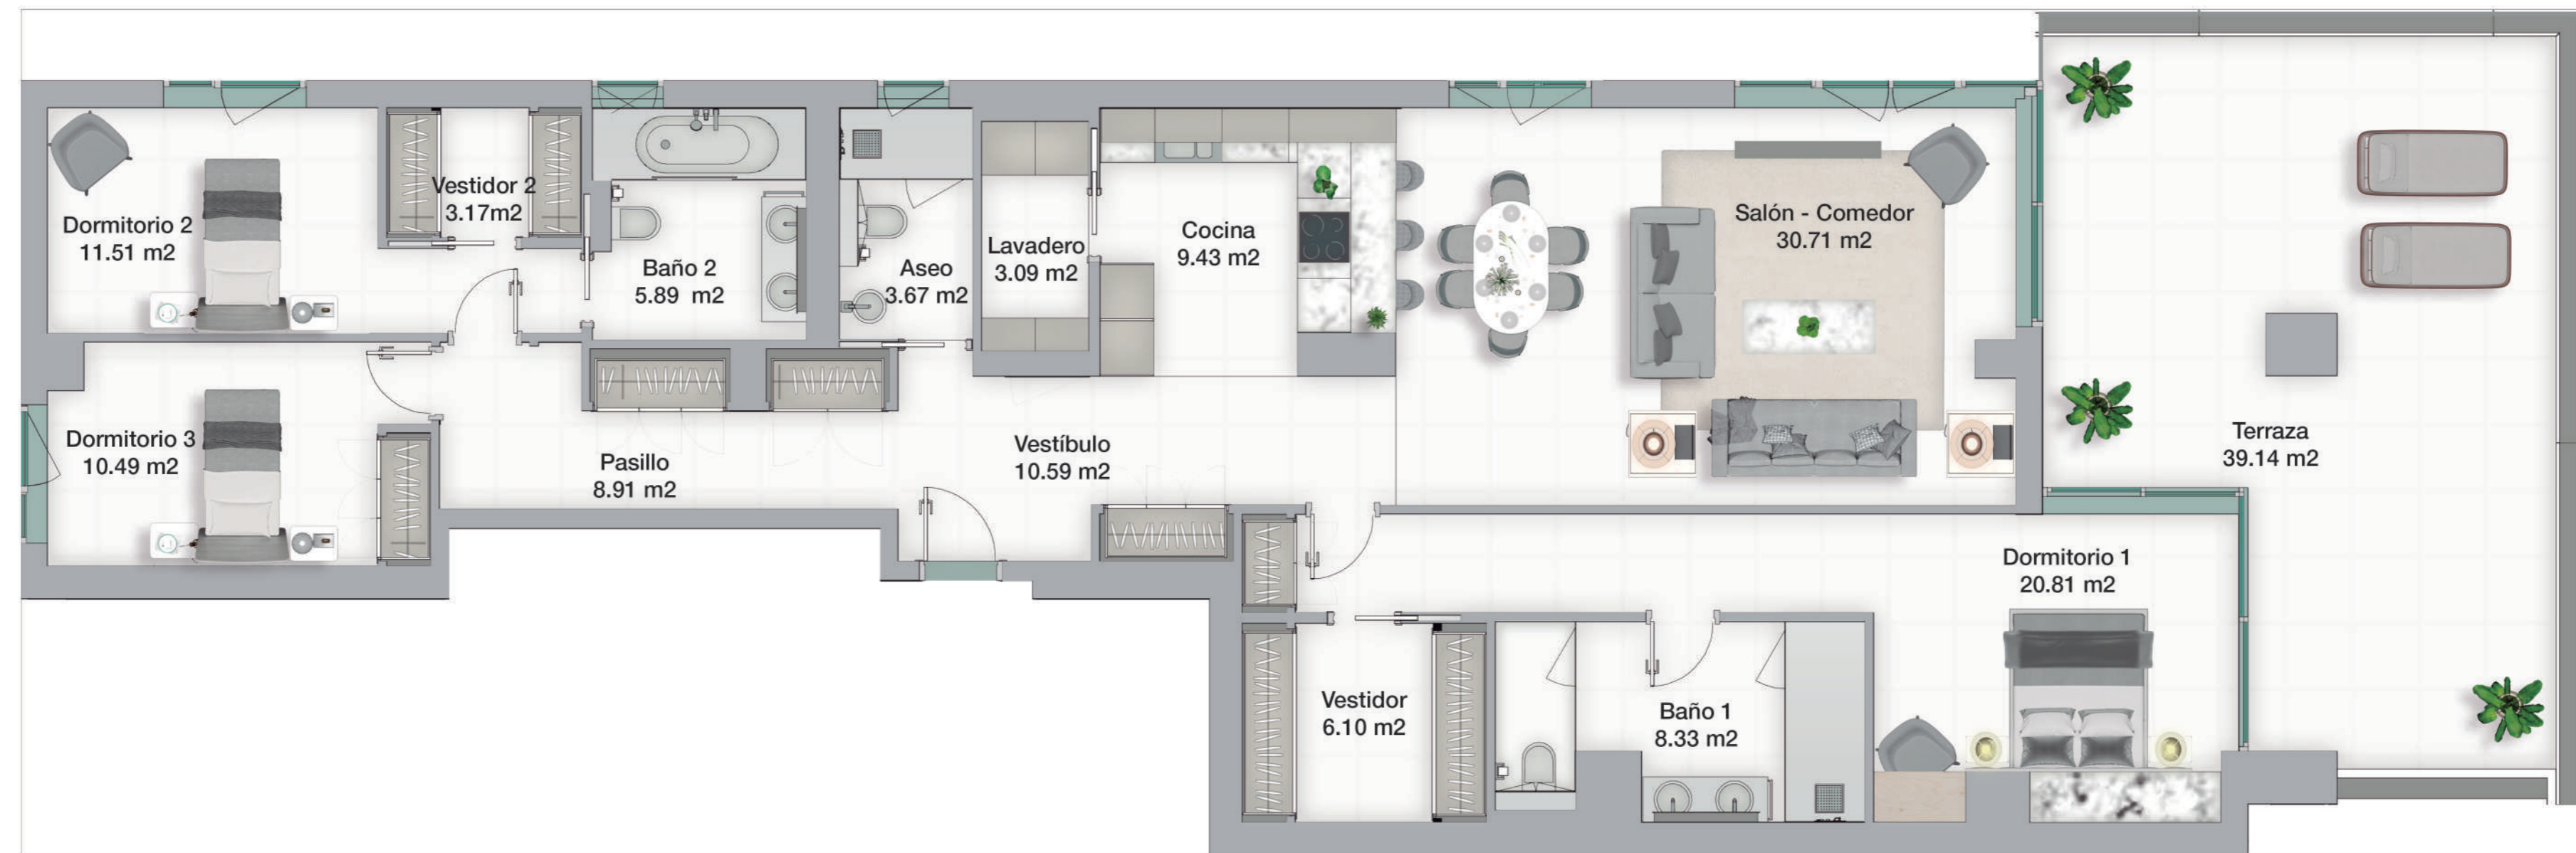 Dormitorio 2
11.51 m2
Vestidor 2
3.17m2
Baño 2
5.89 m2
Aseo
3.67 m2
Lavadero
3.09 m2
Cocina
9.43 m2
Salón - Comedor
30.71 m2
Terraza
39.14 m2
Dormitorio 3
10.49 m2
Pasillo
8.91 m2
Vestíbulo
10.59 m2
Dormitorio 1
20.81 m2
Vestidor
6.10 m2
Baño 1
8.33 m2